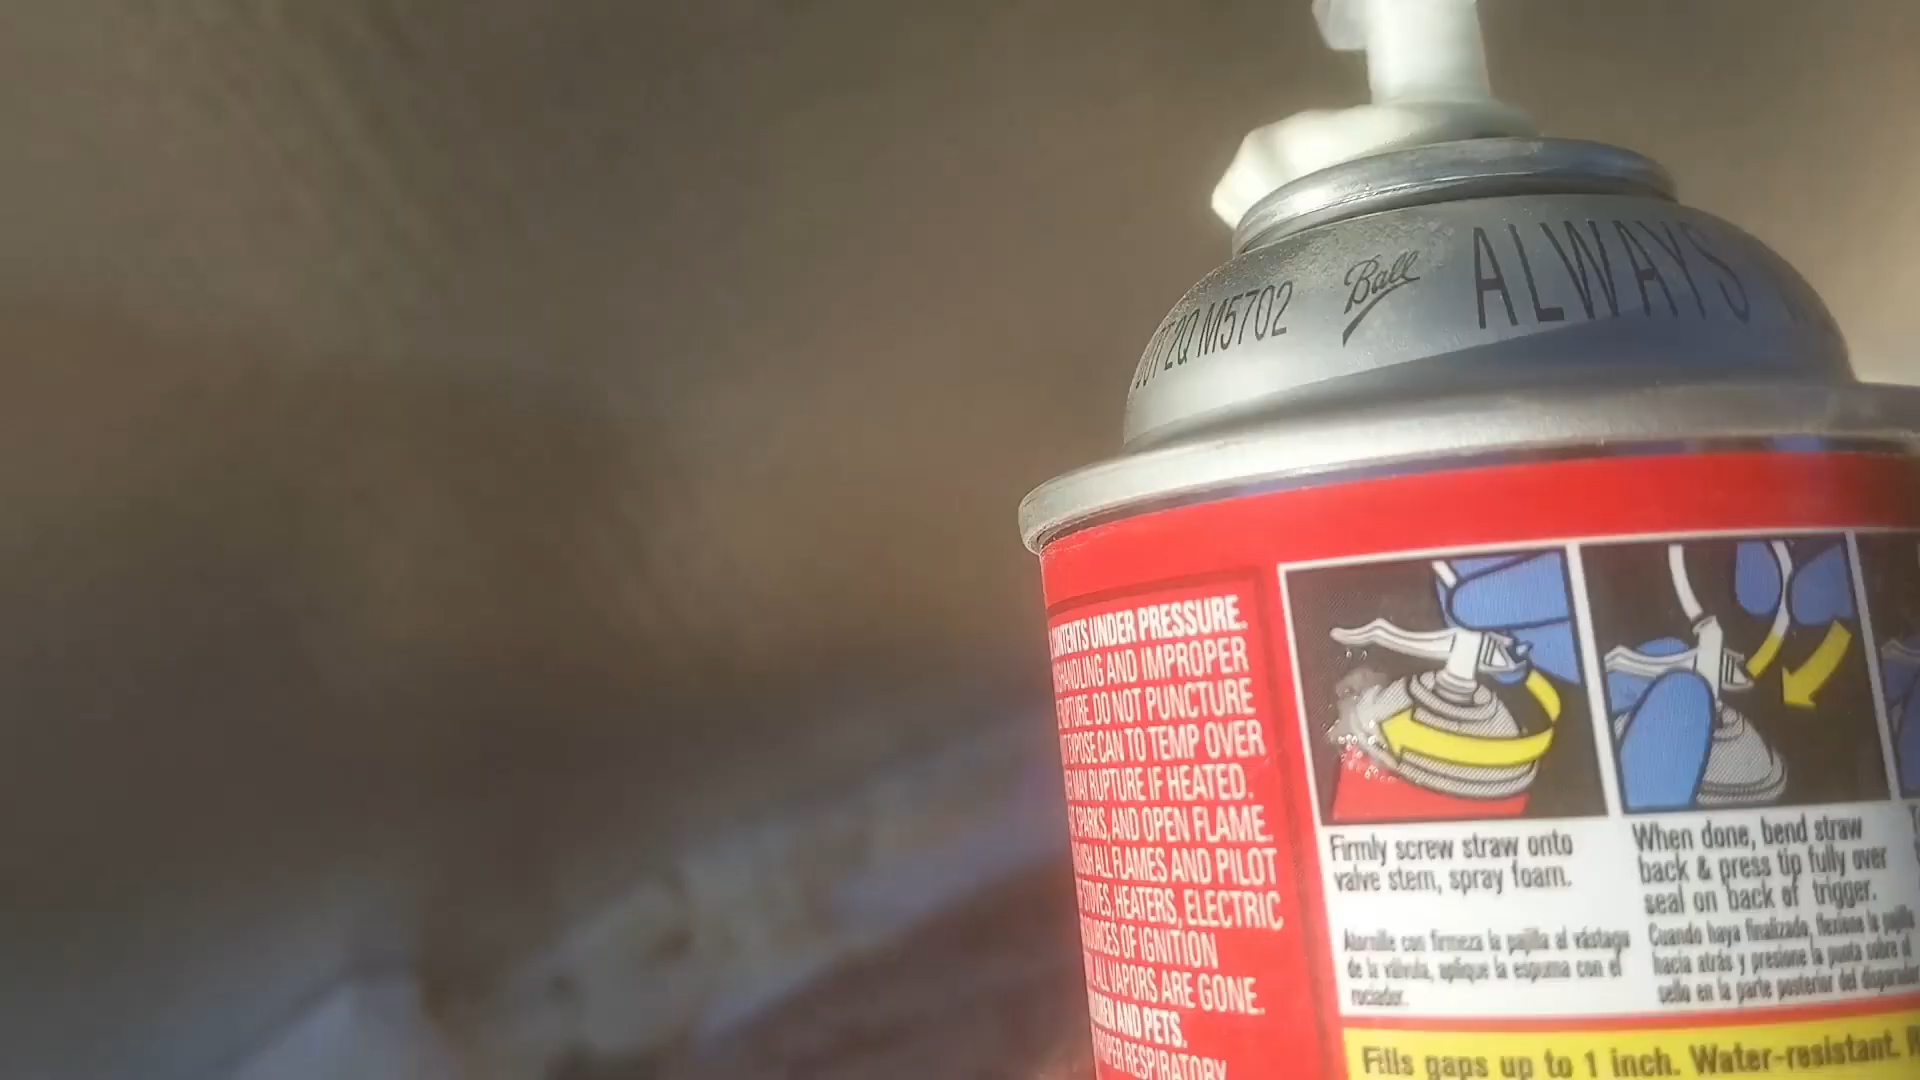 2Q M5702
Ball
ALWAYS
CONTENTS UNDER PRESSURE.
AND IMPROPER
DO NOT PUNCTURE
EXPOSE CAN TO TEMP OVER
MAY RUPTURE IF HEATED.
SPARKS, AND OPEN FLAME.
ALL FLAMES AND PILOT
STOVES, HEATERS, ELECTRIC
SOURCES OF IGNITION
ALL VAPORS ARE GONE.
AND PETS.
PROPER RESPIRATORY
Firmly screw straw onto
valve stem, spray foam.
Atornille con firmeza la pajilla al vástago
de la válvula, aplique la espuma con el
rociador.
When done, bend straw
back & press tip fully over
seal on back of trigger.
Cuando haya finalizado, flexione la pajilla
hacia atrás y presione la punta sobre el
sello en la parte posterior del disparador
Fills gaps up to 1 inch. Water-resistant.